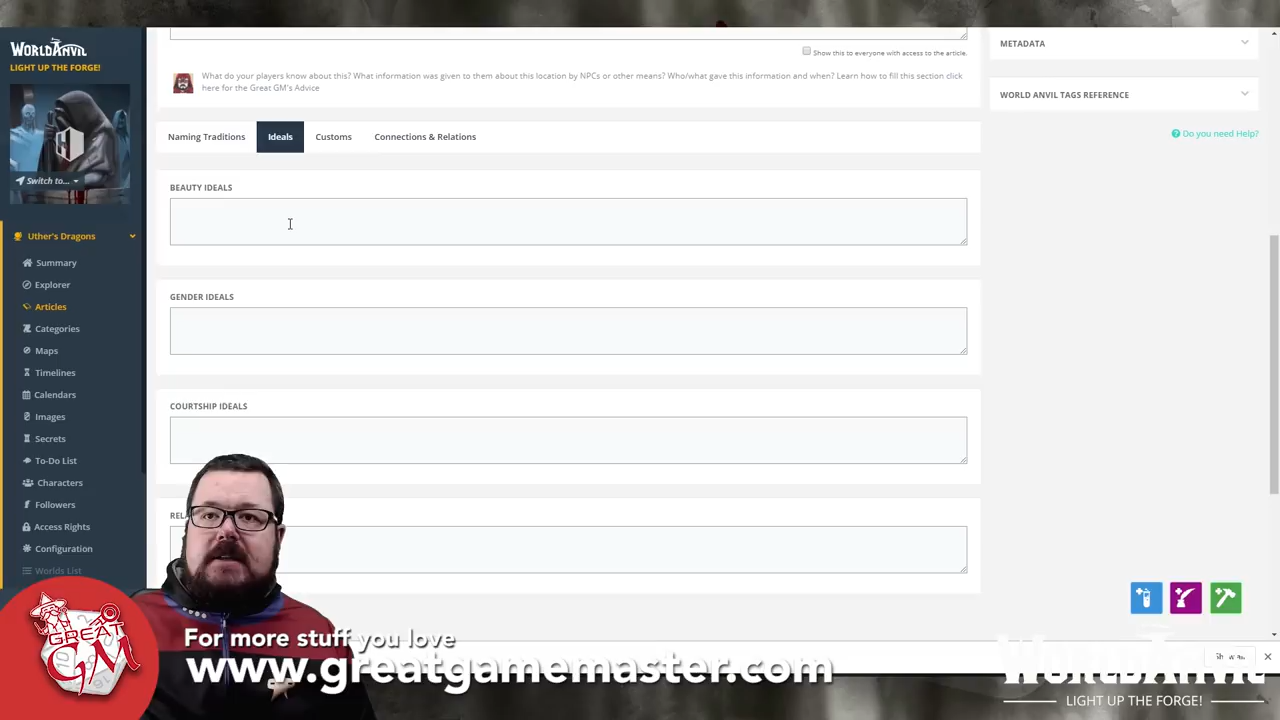 WORLDANVIL
LIGHT UP THE FORGE!
Switch to...
Uther's Dragons
Summary
Explorer
Articles
Categories
Maps
Timelines
Calendars
Images
Secrets
To-Do List
Characters
Followers
Access Rights
Configuration
Worlds List
Show this to everyone with access to the article.
What do your players know about this? What information was given to them about this location by NPCs or other means? Who/what gave this information and when? Learn how to fill this section click
here for the Great GM's Advice
Naming Traditions Ideals Customs Connections & Relations
BEAUTY IDEALS
GENDER IDEALS
COURTSHIP IDEALS
METADATA
WORLD ANVIL TAGS REFERENCE
Do you need Help?
GREAT
GM
For more stuff you love
www.greatgamemaster.com
WORLDANVIL
LIGHT UP THE FORGE!